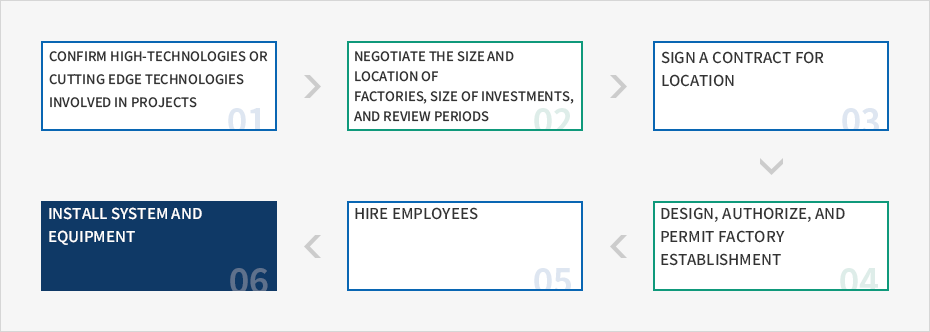 CONFIRM HIGH-TECHNOLOGIES OR
CUTTING EDGE TECHNOLOGIES
INVOLVED IN PROJECTS
01
NEGOTIATE THE SIZE AND
LOCATION OF
FACTORIES, SIZE OF INVESTMENTS,
AND REVIEW PERIODS
02
SIGN A CONTRACT FOR
LOCATION
03
DESIGN, AUTHORIZE, AND
PERMIT FACTORY
ESTABLISHMENT
04
HIRE EMPLOYEES
05
INSTALL SYSTEM AND
EQUIPMENT
06